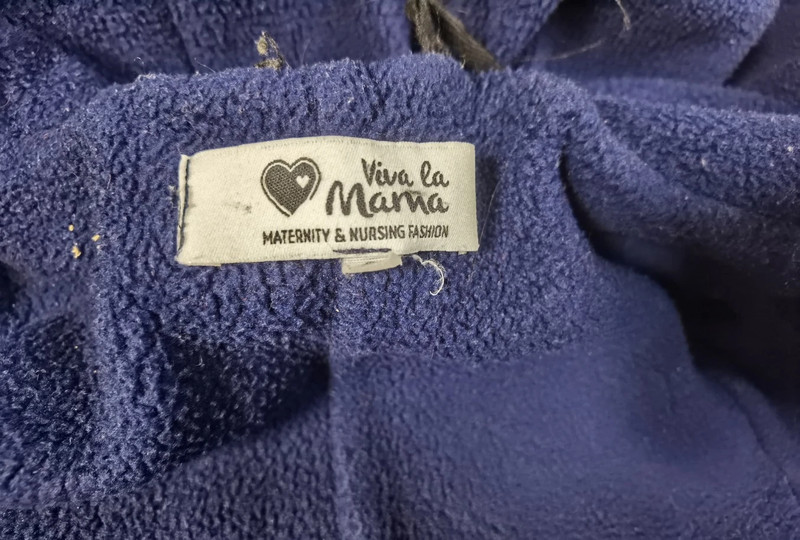 Viva la
Mama
MATERNITY & NURSING FASHION